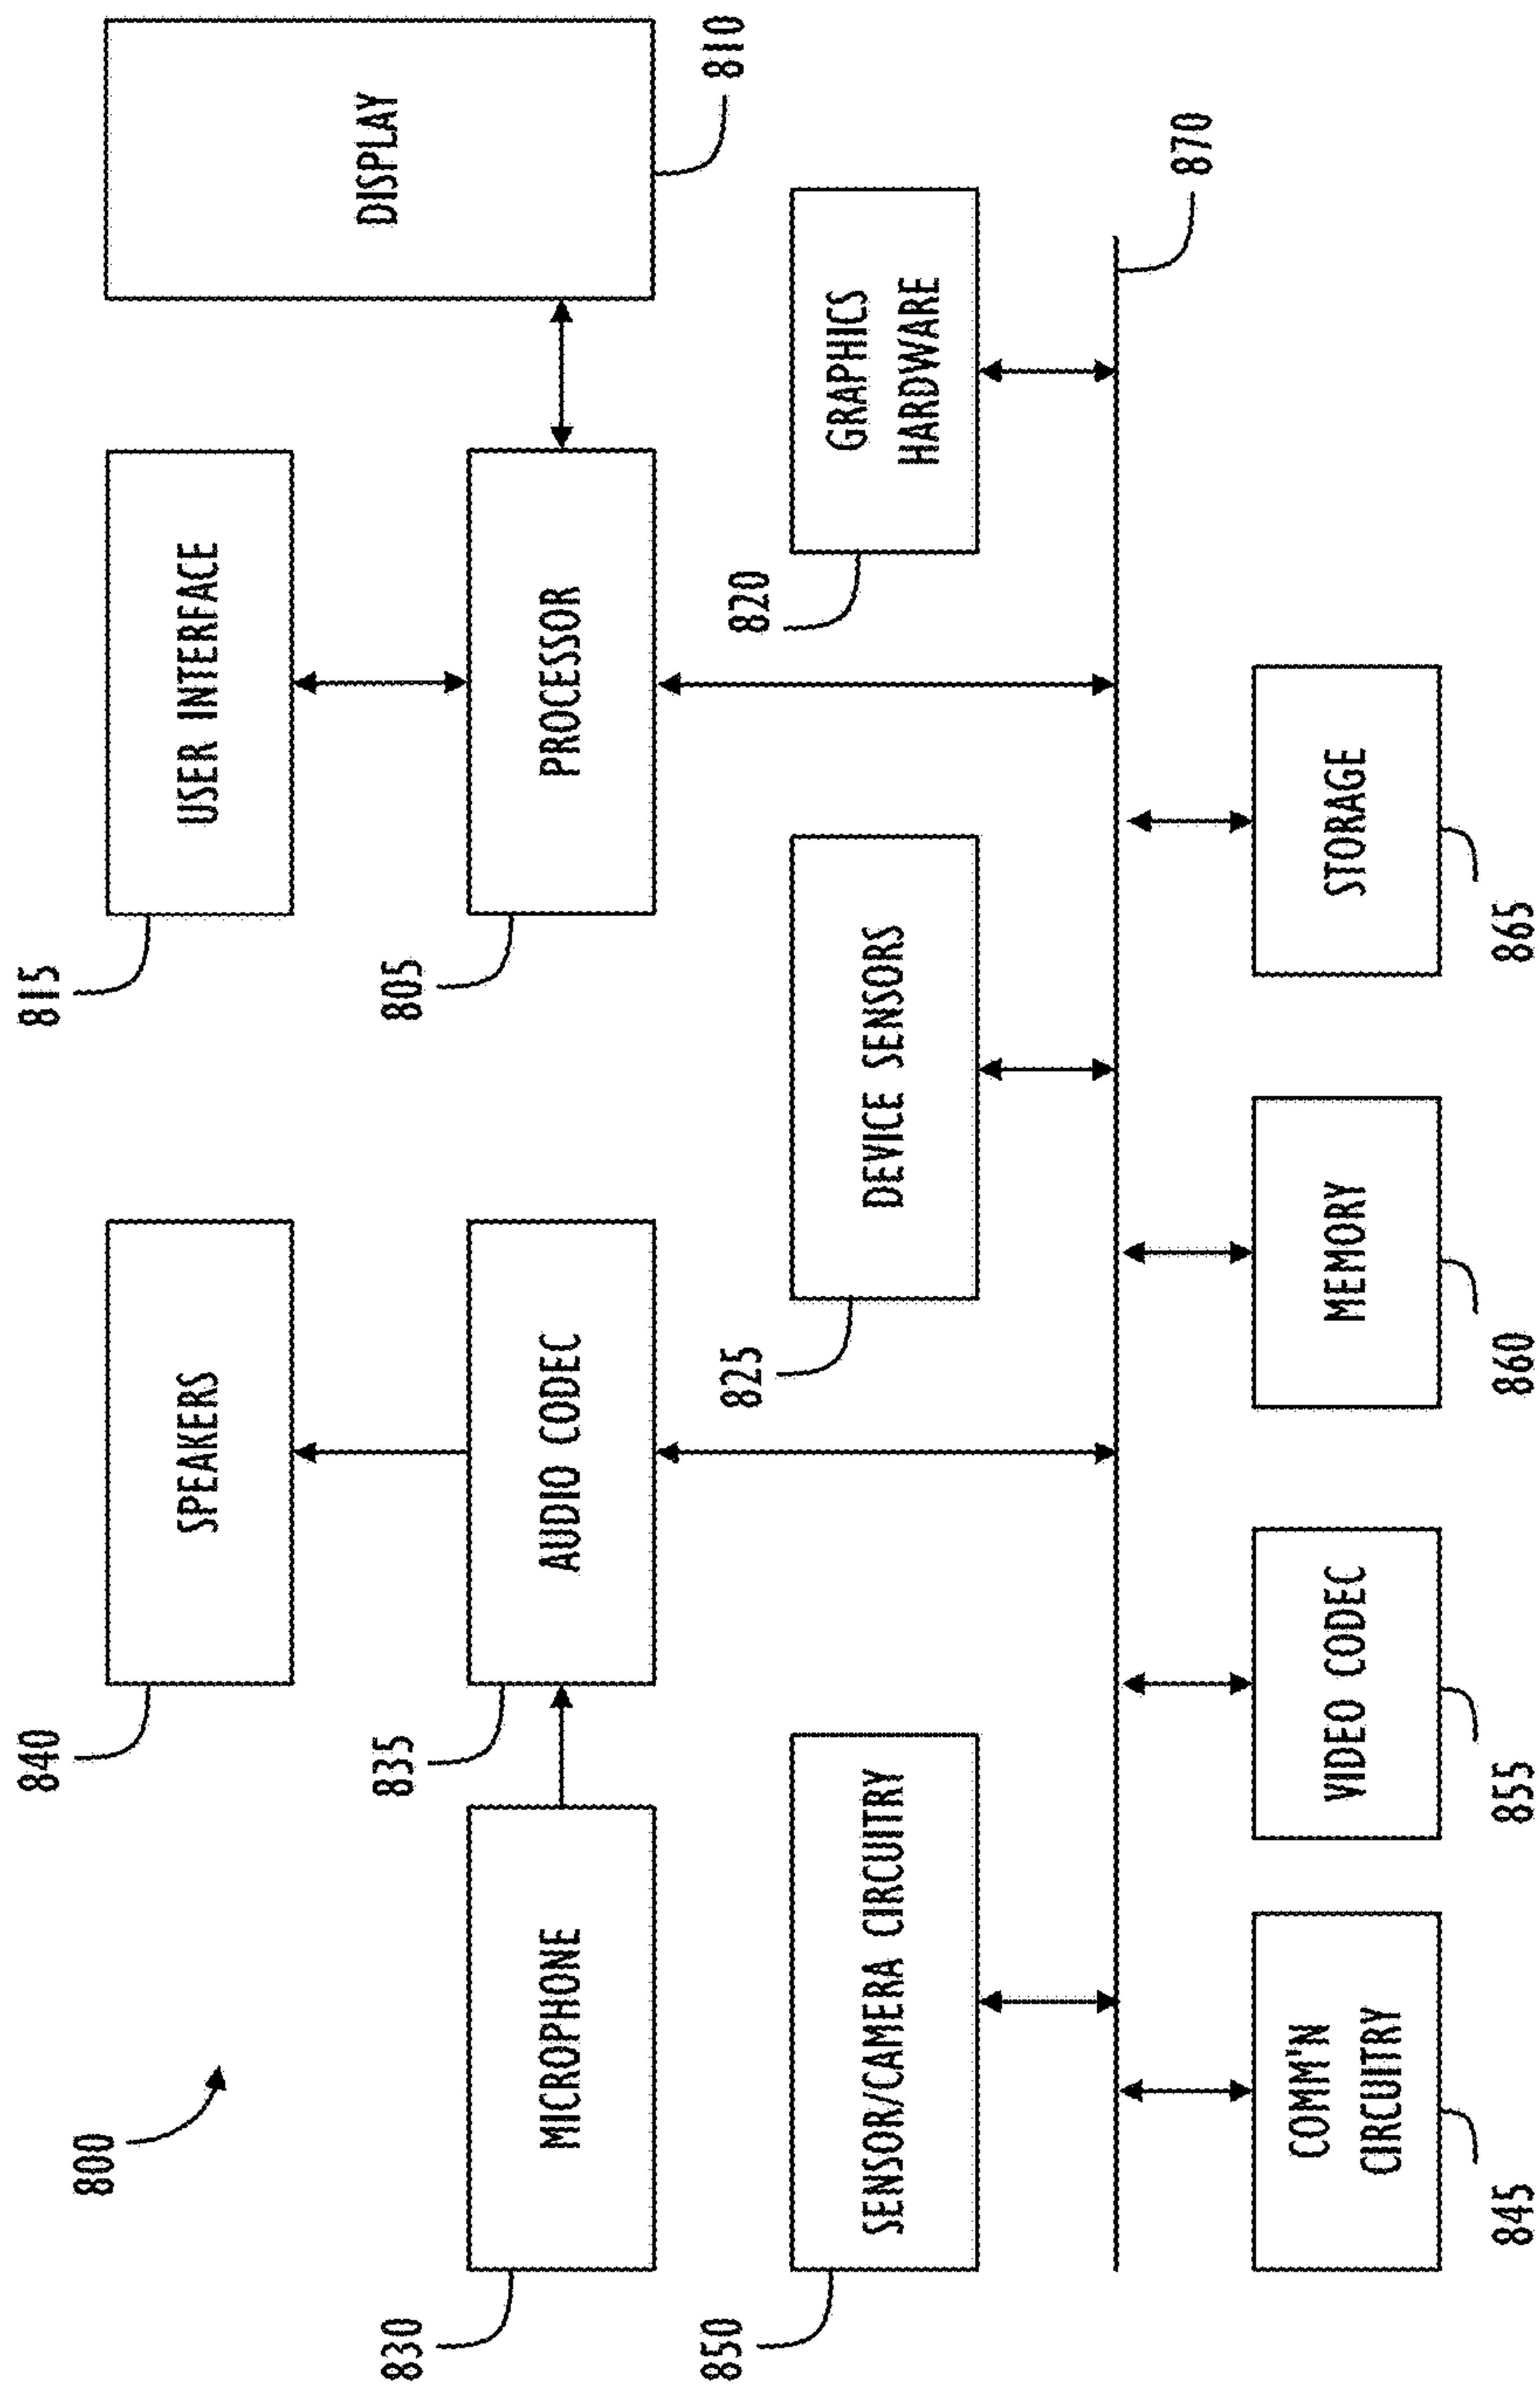 800
840
SPEAKERS
815
USER INTERFACE
DISPLAY
830
MICROPHONE
835
AUDIO CODEC
805
PROCESSOR
810
850
SENSOR/CAMERA CIRCUITRY
825
DEVICE SENSORS
820
GRAPHICS
HARDWARE
870
COMM'N
CIRCUITRY
845
VIDEO CODEC
855
MEMORY
860
STORAGE
865